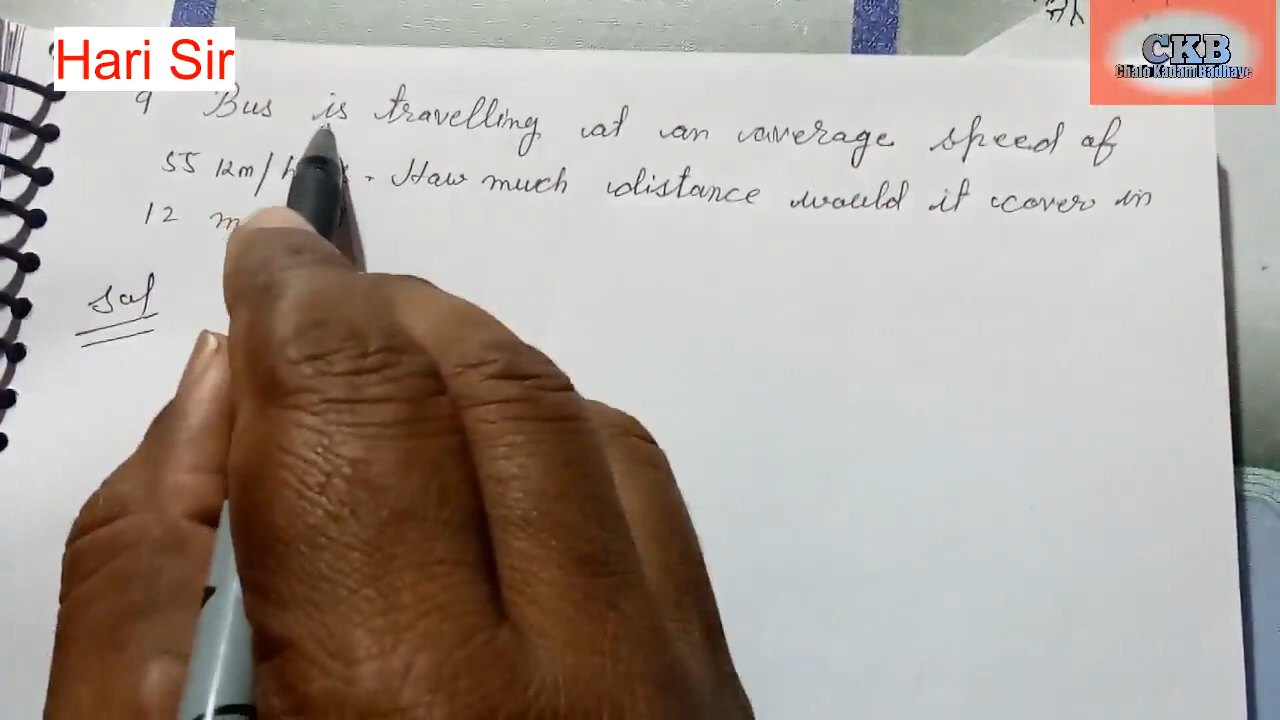 Hari Sir
CKB
Chalo Kadam Badhaye
9 Bus is travelling at an average speed of
55 km/h . How much distance would it cover in
12 m
Sol